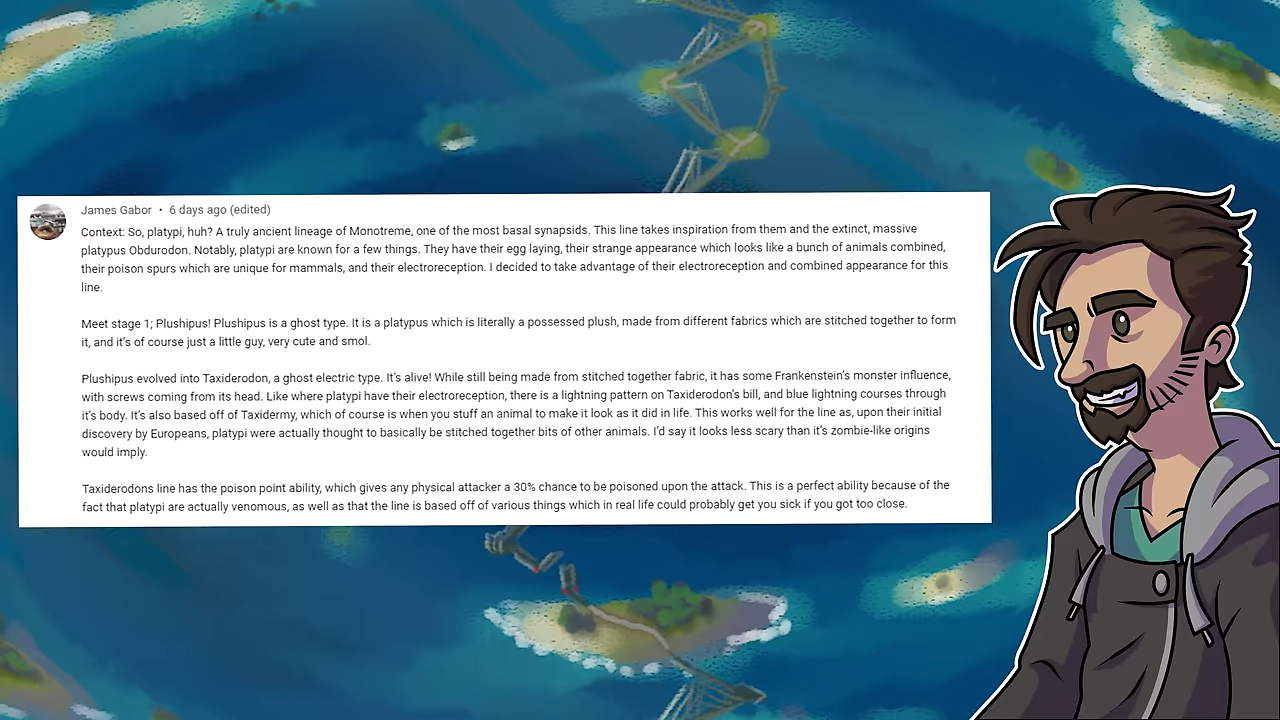 James Gabor • 6 days ago (edited)
Context: So, platypi, huh? A truly ancient lineage of Monotreme, one of the most basal synapsids. This line takes inspiration from them and the extinct, massive
platypus Obdurodon. Notably, platypi are known for a few things. They have their egg laying, their strange appearance which looks like a bunch of animals combined,
their poison spurs which are unique for mammals, and their electroreception. I decided to take advantage of their electroreception and combined appearance for this
line.
Meet stage 1; Plushipus! Plushipus is a ghost type. It is a platypus which is literally a possessed plush, made from different fabrics which are stitched together to form
it, and it's of course just a little guy, very cute and smol.
Plushipus evolved into Taxiderodon, a ghost electric type. It's alive! While still being made from stitched together fabric, it has some Frankenstein's monster influence,
with screws coming from its head. Like where platypi have their electroreception, there is a lightning pattern on Taxiderodon's bill, and blue lightning courses through
it's body. It's also based off of Taxidermy, which of course is when you stuff an animal to make it look as it did in life. This works well for the line as, upon their initial
discovery by Europeans, platypi were actually thought to basically be stitched together bits of other animals. I'd say it looks less scary than it's zombie-like origins
would imply.
Taxiderodons line has the poison point ability, which gives any physical attacker a 30% chance to be poisoned upon the attack. This is a perfect ability because of the
fact that platypi are actually venomous, as well as that the line is based off of various things which in real life could probably get you sick if you got too close.